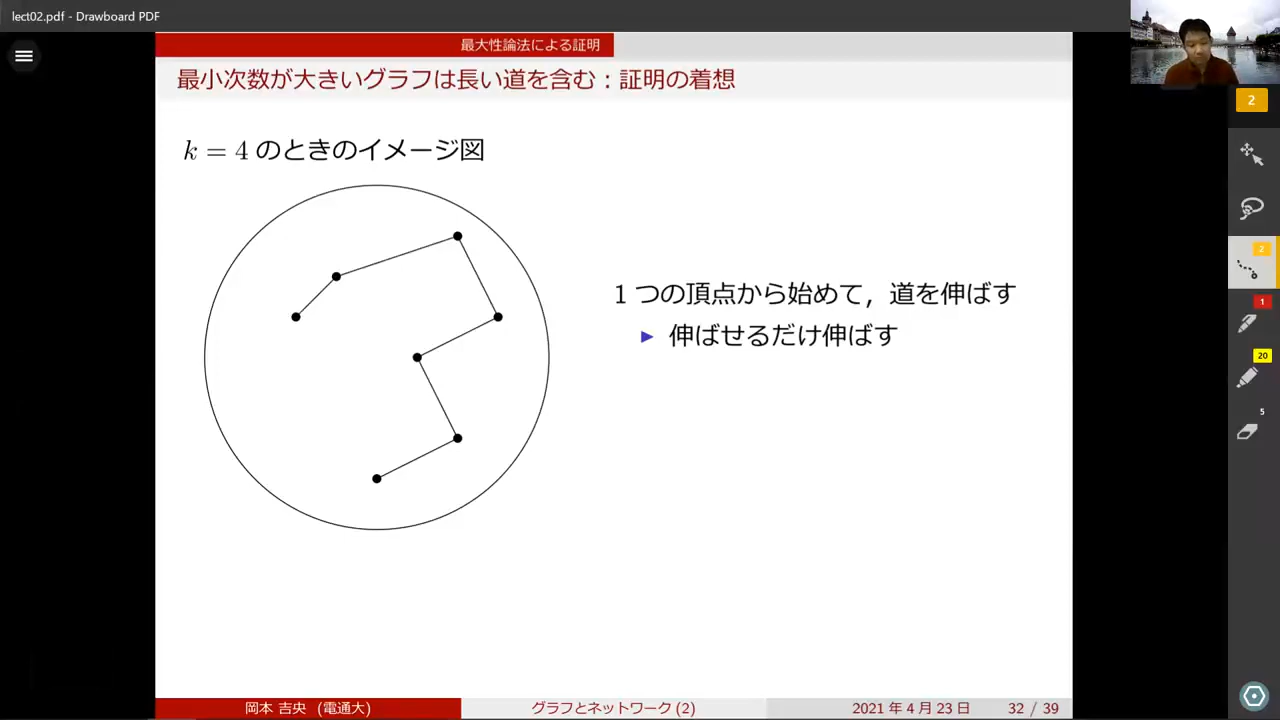 lect02.pdf - Drawboard PDF
最大性論法による証明
最小次数が大きいグラフは長い道を含む:証明の着想
k = 4 のときのイメージ図
1 つの頂点から始めて,道を伸ばす
▶ 伸ばせるだけ伸ばす
2
2
1
20
5
岡本 吉央 (電通大)
グラフとネットワーク (2)
2021 年 4 月 23 日 32 / 39